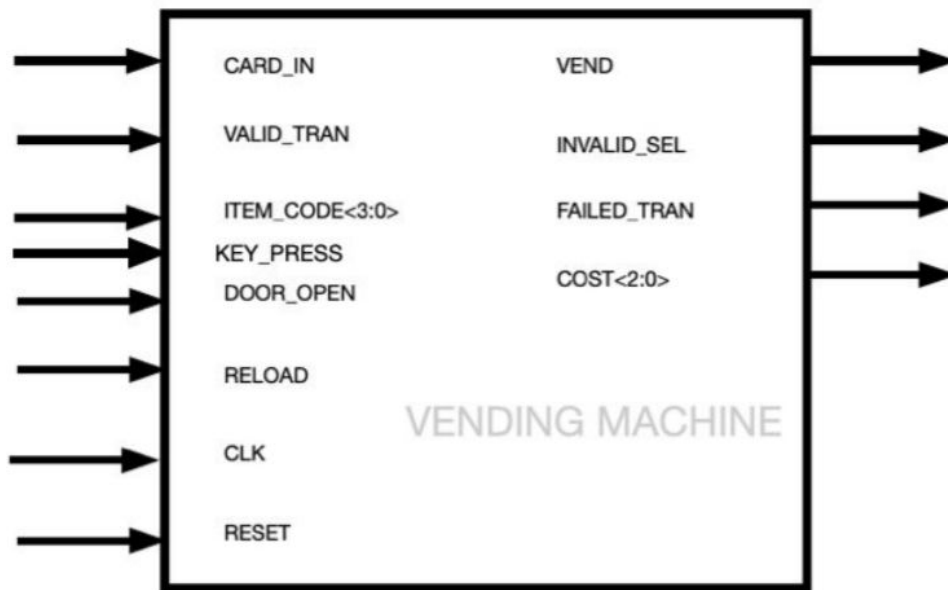 CARD_IN
VALID_TRAN
ITEM_CODE<3:0>
KEY_PRESS
DOOR_OPEN
RELOAD
CLK
RESET
VEND
INVALID_SEL
FAILED_TRAN
COST<2:0>
VENDING MACHINE